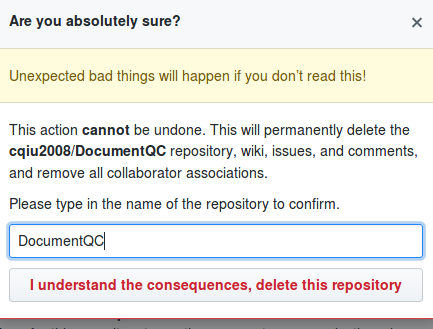 Are you absolutely sure?
Unexpected bad things will happen if you don't read this!
This action cannot be undone. This will permanently delete the
cqiu2008/DocumentQC repository, wiki, issues, and comments,
and remove all collaborator associations.
Please type in the name of the repository to confirm.
DocumentQC
I understand the consequences, delete this repository